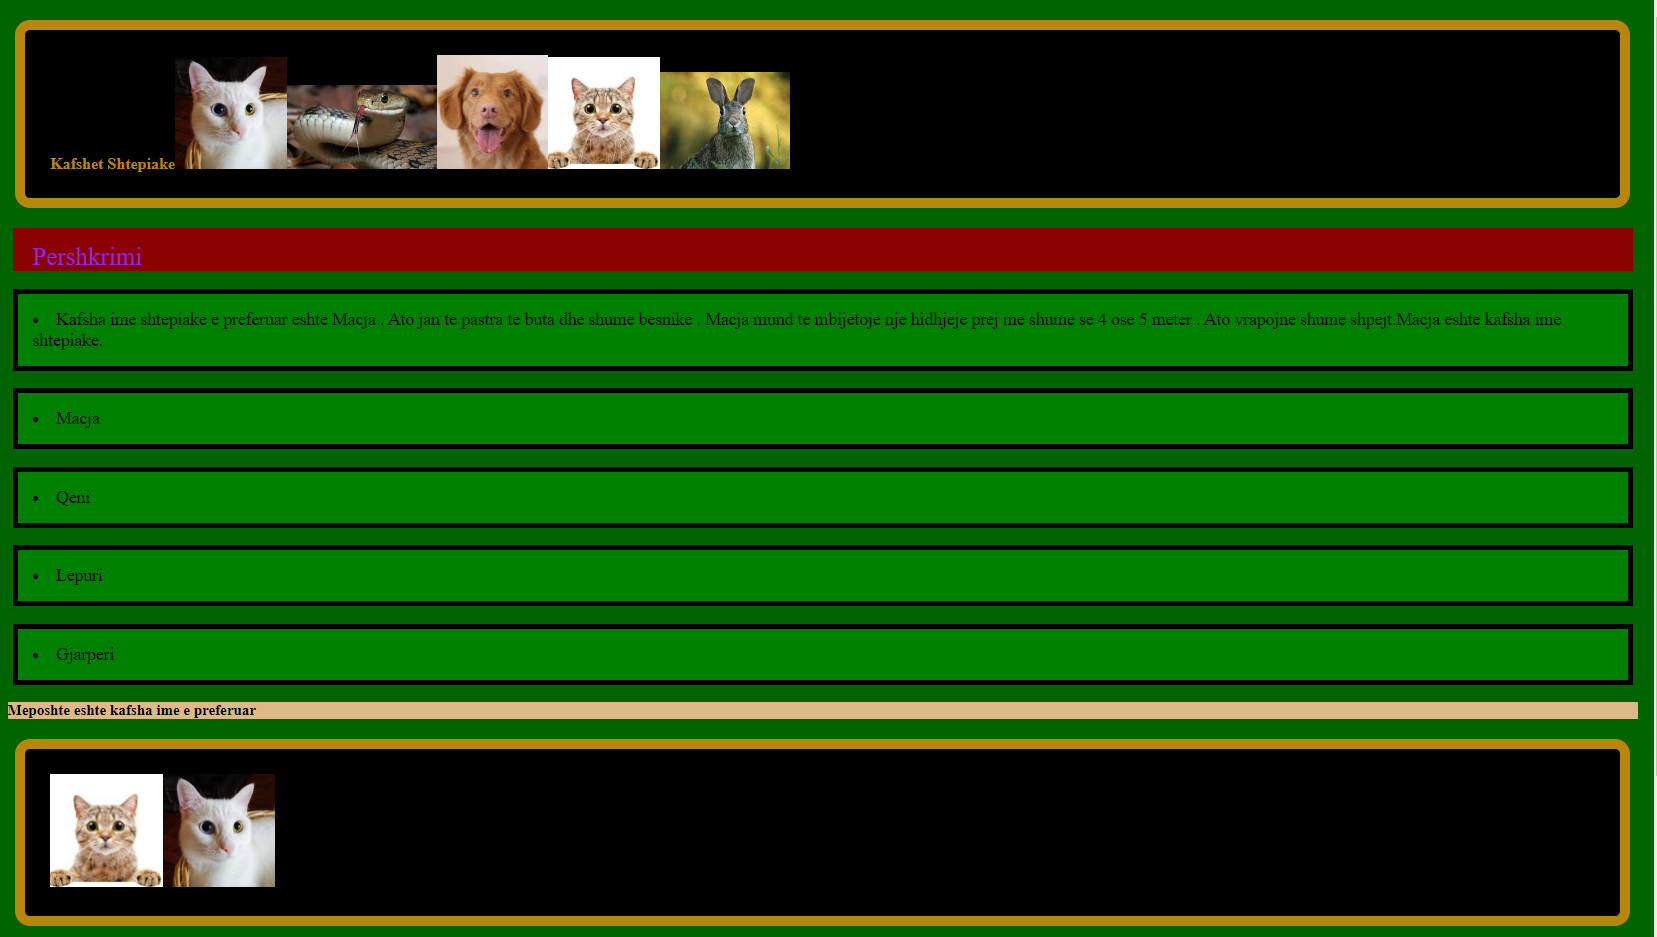 Kafshet Shtepiake
Pershkrimi
• Kafsha ime shtepiake e preferuar eshte Macja . Ato jan te pastra te buta dhe shume besnike . Macja mund te mbijetoje nje hidhjeje prej me shume se 4 ose 5 meter . Ato vrapojne shume shpejt.Macja eshte kafsha ime
shtepiake.
• Macja
• Qeni
• Lepuri
• Gjarperi
Meposhte eshte kafsha ime e preferuar